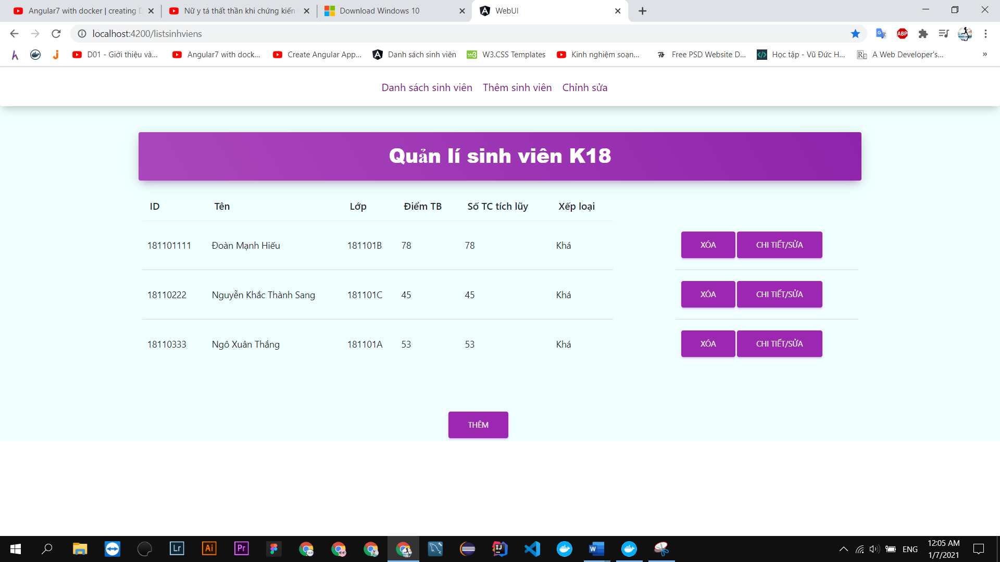 Angular7 with docker | creating D
Nữ y tá thất thần khi chứng kiến
Download Windows 10
WebUI
localhost:4200/listsinhviens
D01 - Giới thiệu và...
Angular7 with dock...
Create Angular App...
Danh sách sinh viên
W3.CSS Templates
Kinh nghiệm soạn...
Free PSD Website D...
Học tập - Vũ Đức H...
A Web Developer's...
»
Danh sách sinh viên Thêm sinh viên Chỉnh sửa
Quản lí sinh viên K18
ID Tên Lớp Điểm TB Số TC tích lũy Xếp loại
181101111 Đoàn Mạnh Hiếu 181101B 78 78 Khá XÓA CHI TIẾT/SỬA
18110222 Nguyễn Khắc Thành Sang 181101C 45 45 Khá XÓA CHI TIẾT/SỬA
18110333 Ngô Xuân Thắng 181101A 53 53 Khá XÓA CHI TIẾT/SỬA
THÊM
Lr Ai Pr
ENG
12:05 AM
1/7/2021